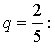 q = 2/5 :